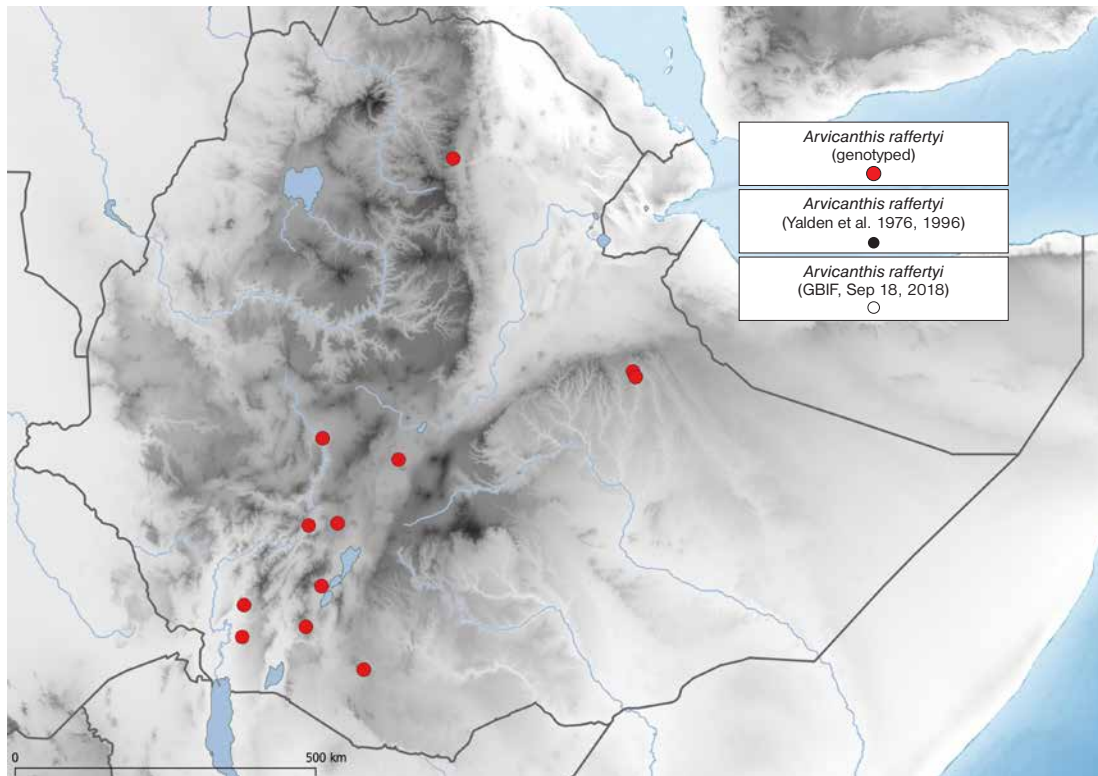 Arvicanthis raffertyi
(genotyped)
Arvicanthis raffertyi
(Yalden et al. 1976, 1996)
Arvicanthis raffertyi
(GBIF, Sep 18, 2018)
0 500 km